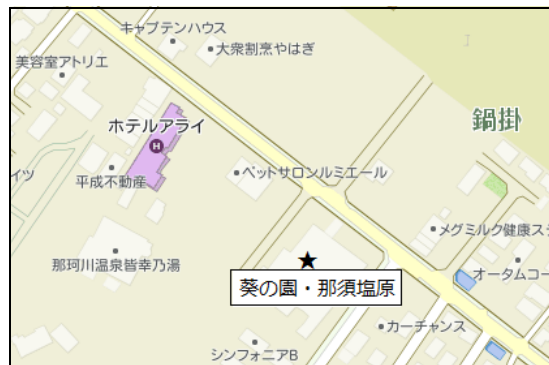 キャプテンハウス
大衆割烹やはぎ
美容室アトリエ
鍋掛
ホテルアライ
H
ペットサロンルミエール
イツ
平成不動産
メグミルク健康ステ
那珂川温泉皆幸乃湯
オータムコー
★
葵の園・那須塩原
カーチャンス
シンフォニアB